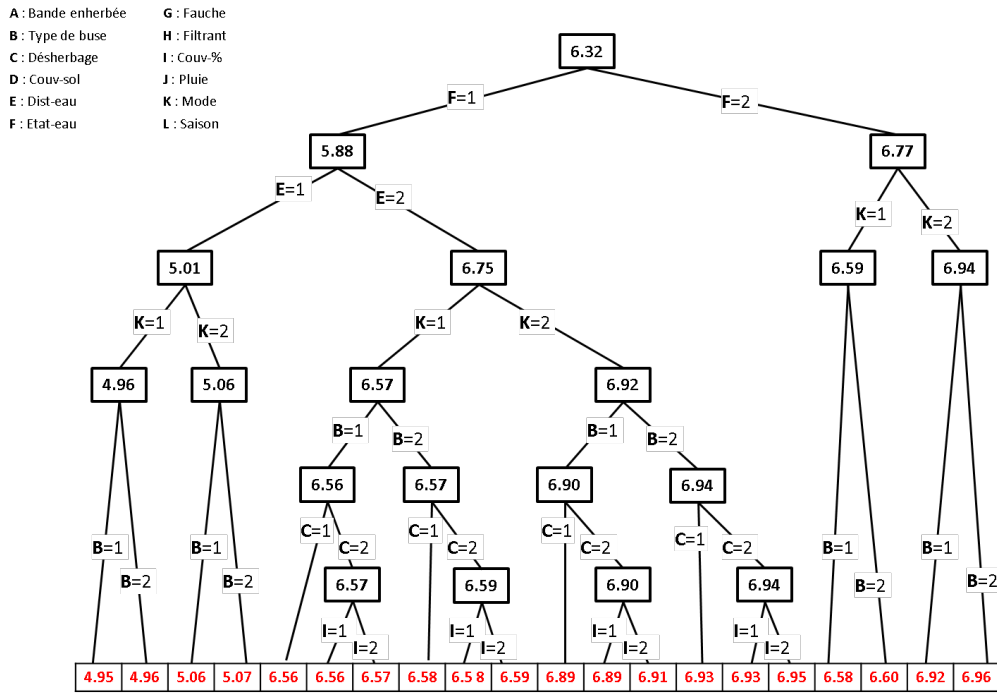 A : Bande enherbée
B : Type de buse
C : Désherbage
D : Couv-sol
E : Dist-eau
F : Etat-eau
G : Fauche
H : Filtrant
I : Couv-%
J : Pluie
K : Mode
L : Saison
6.32
F=1 F=2
5.88 6.77
E=1 E=2 K=1 K=2
5.01 6.75 6.59 6.94
K=1 K=2 K=1 K=2
4.96 5.06 6.57 6.92
B=1 B=2 B=1 B=2
6.56 6.57 6.90 6.94
C=1 C=1 C=1 C=1
B=1 B=1 C=2 C=2 C=2 C=2 B=1 B=1
B=2 B=2 6.57 6.59 6.90 6.94 B=2 B=2
I=1 I=1 I=1 I=1
I=2 I=2 I=2 I=2
4.95 4.96 5.06 5.07 6.56 6.56 6.57 6.58 6.5 8 6.59 6.89 6.89 6.91 6.93 6.93 6.95 6.58 6.60 6.92 6.96